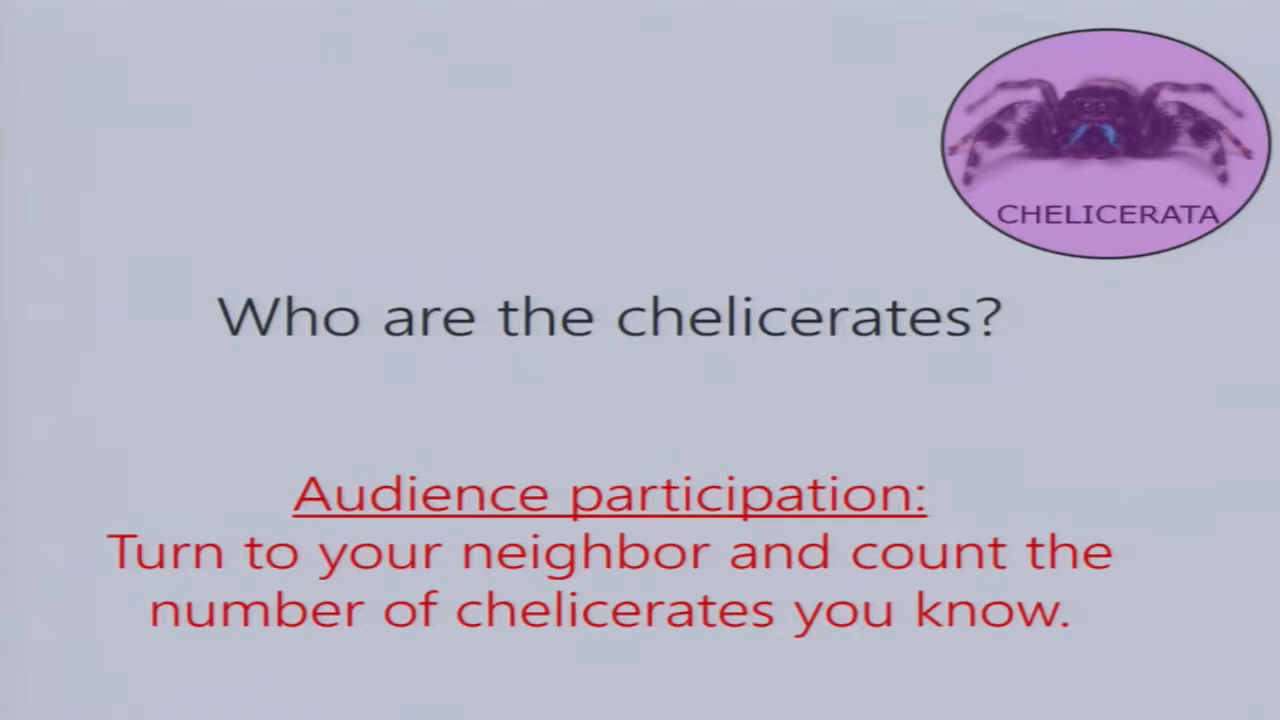 CHELICERATA
Who are the chelicerates?
Audience participation:
Turn to your neighbor and count the
number of chelicerates you know.